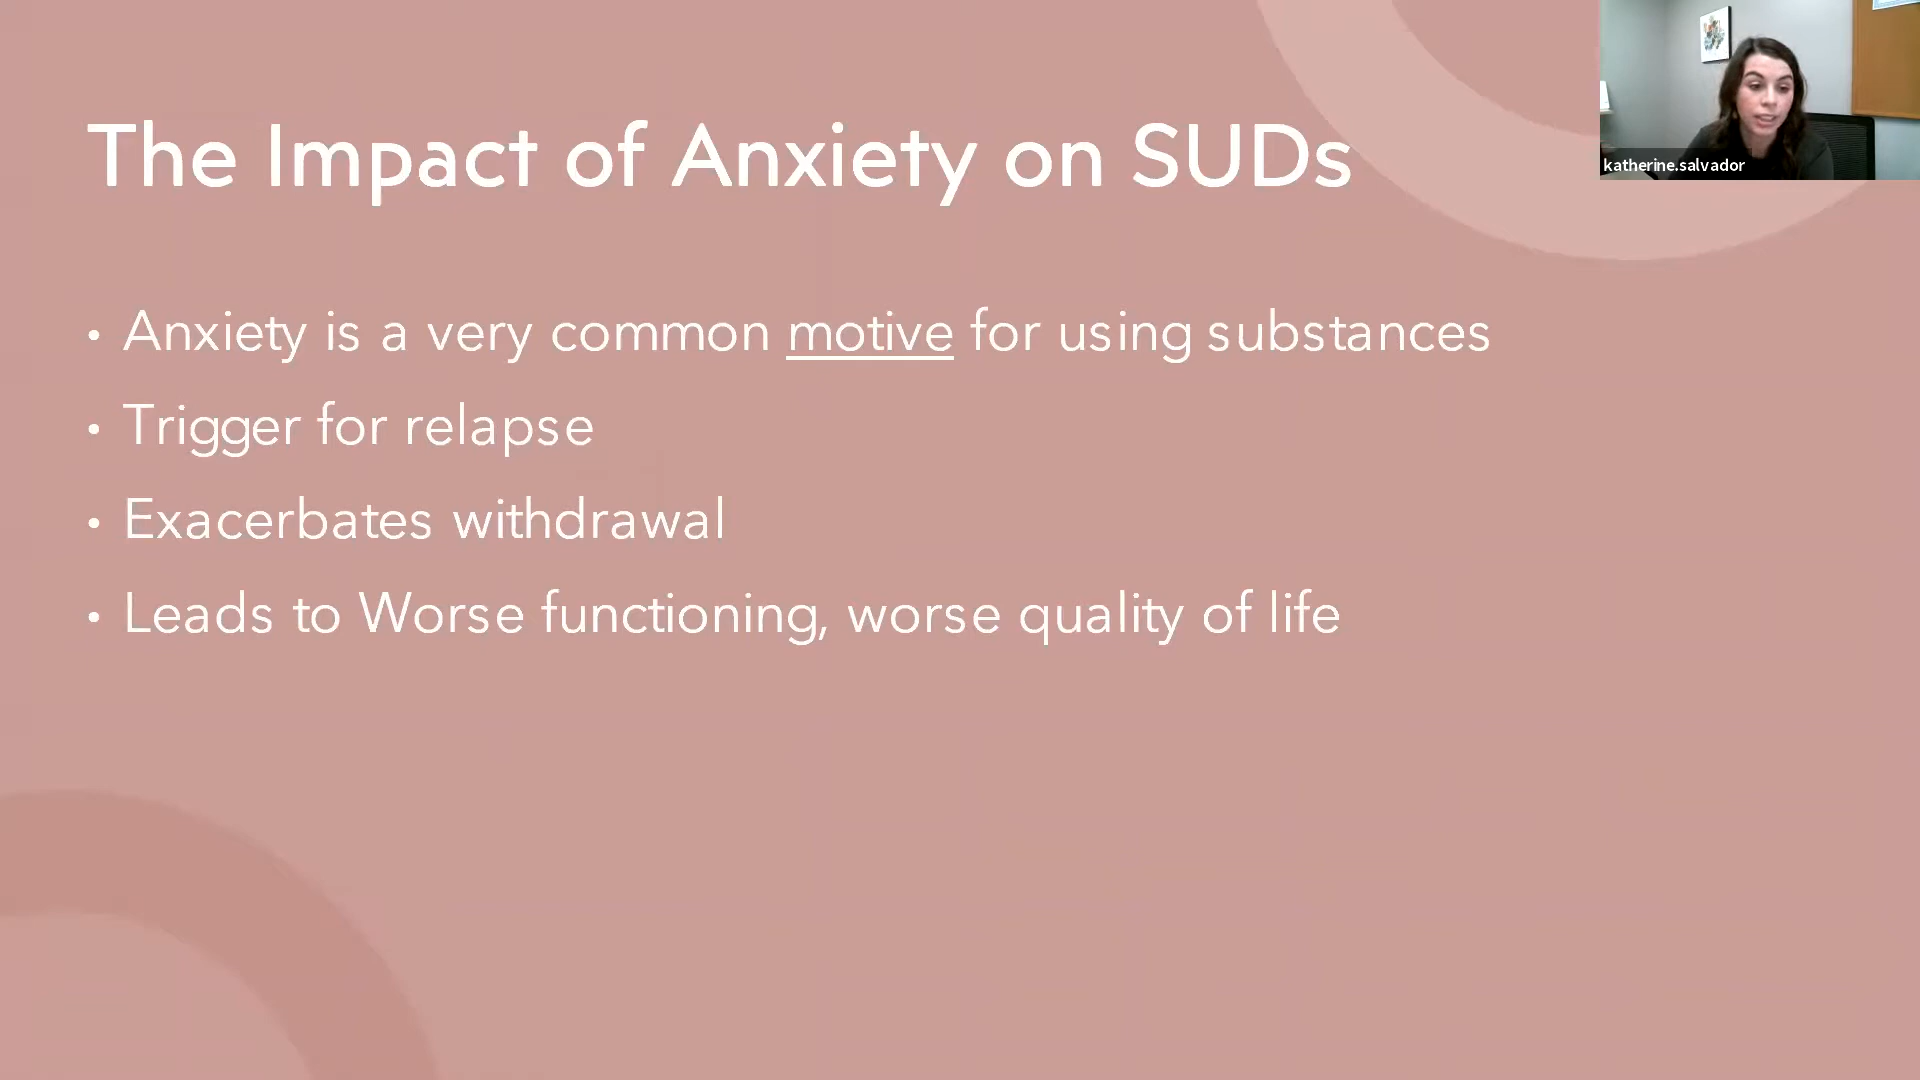 The Impact of Anxiety on SUDs
katherine.salvador
• Anxiety is a very common motive for using substances
• Trigger for relapse
• Exacerbates withdrawal
• Leads to Worse functioning, worse quality of life